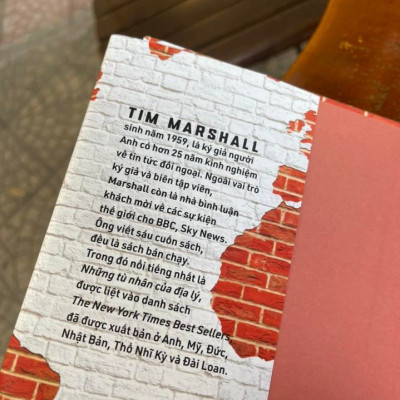 TIM MARSHALL
sinh năm 1959, là ký giả người
Anh có hơn 25 năm kinh nghiệm
về tin tức đối ngoại. Ngoài vai trò
ký giả và biên tập viên,
Marshall còn là nhà bình luận
khách mời về các sự kiện
thế giới cho BBC, Sky News.
Ông viết sáu cuốn sách,
đều là sách bán chạy.
Trong đó nổi tiếng nhất là
Những tù nhân của địa lý,
được liệt vào danh sách
The New York Times Best Sellers,
đã được xuất bản ở Anh, Mỹ, Đức,
Nhật Bản, Thổ Nhĩ Kỳ và Đài Loan.